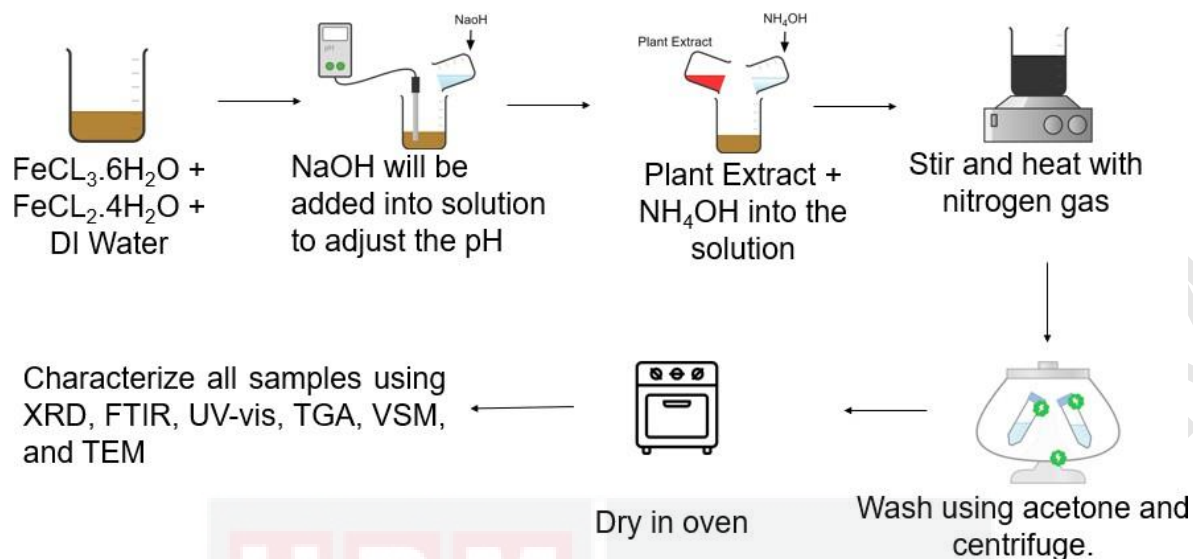 NaoH
pH
Plant Extract
NH₄OH
FeCL₃.6H₂O +
FeCL₂.4H₂O +
DI Water
NaOH will be
added into solution
to adjust the pH
Plant Extract +
NH₄OH into the
solution
Stir and heat with
nitrogen gas
Characterize all samples using
XRD, FTIR, UV-vis, TGA, VSM,
and TEM
Dry in oven
Wash using acetone and
centrifuge.